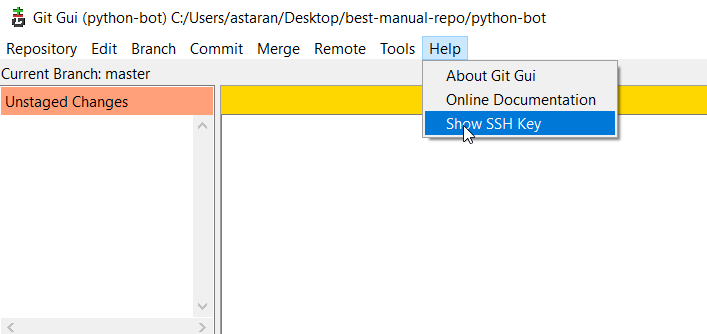 Git Gui (python-bot) C:/Users/astaran/Desktop/best-manual-repo/python-bot
Repository Edit Branch Commit Merge Remote Tools Help
Current Branch: master
About Git Gui
Unstaged Changes
Online Documentation
Show SSH Key